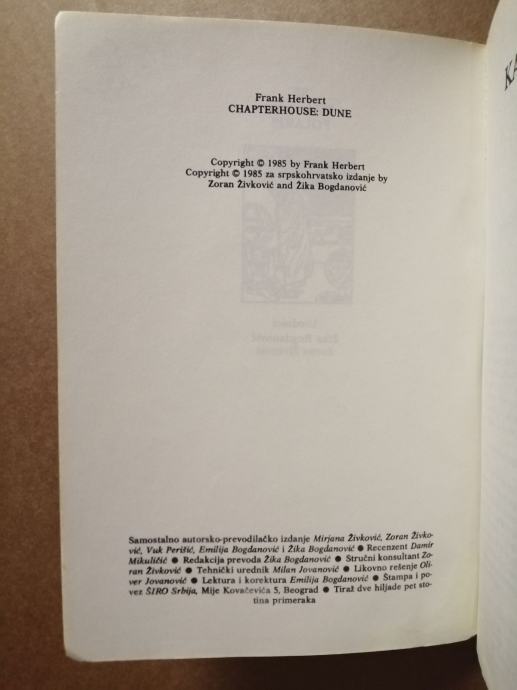 Frank Herbert
CHAPTERHOUSE: DUNE
Copyright © 1985 by Frank Herbert
Copyright © 1985 za srpskohrvatsko izdanje by
Zoran Živković and Žika Bogdanović
Samostalno autorsko-prevodilačko izdanje Mirjana Živković, Zoran Živko-
vić, Vuk Perišić, Emilija Bogdanović i Žika Bogdanović ● Recenzent Damir
Mikuličić ● Redakcija prevoda Žika Bogdanović ● Stručni konsultant Zo-
ran Živković ● Tehnički urednik Milan Jovanović ● Likovno rešenje Oli-
ver Jovanović ● Lektura i korektura Emilija Bogdanović ● Štampa i po-
vez ŠIRO Srbija, Mije Kovačevića 5, Beograd ● Tiraž dve hiljade pet sto-
tina primeraka